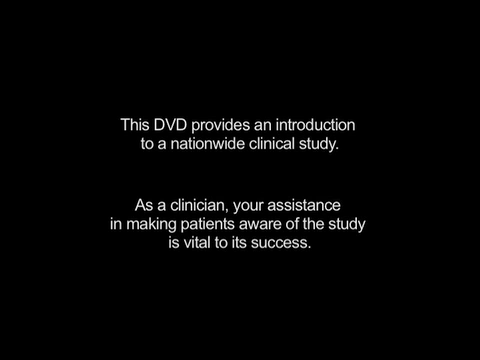 This DVD provides an introduction
to a nationwide clinical study.
As a clinician, your assistance
in making patients aware of the study
is vital to its success.